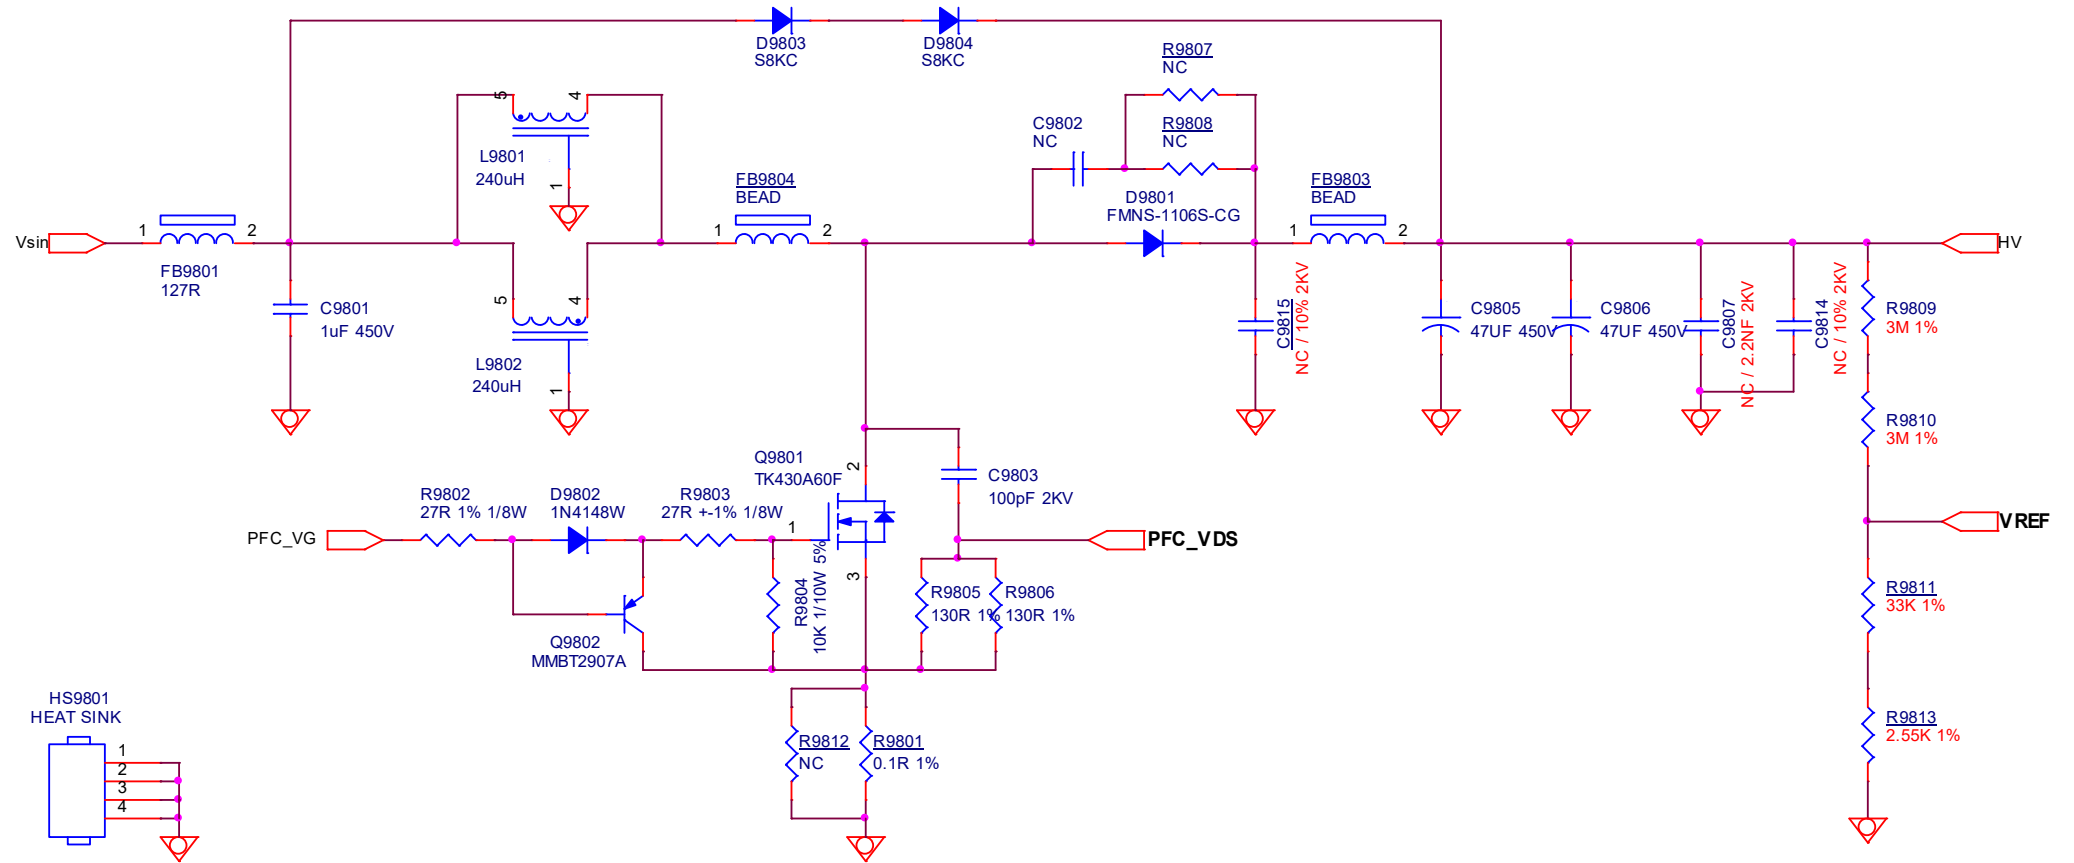 D9803
S8KC
D9804
S8KC
R9807
NC
C9802
NC
R9808
NC
5
4
L9801
240uH
1
FB9804
BEAD
D9801
FMNS-1106S-CG
FB9803
BEAD
Vsin
1
2
FB9801
127R
1
2
1
2
HV
C9801
1uF 450V
5
4
L9802
240uH
1
C9815
NC / 10% 2KV
C9805
47UF 450V
C9806
47UF 450V
C9807
NC / 2.2NF 2KV
C9814
NC / 10% 2KV
R9809
3M 1%
R9810
3M 1%
Q9801
TK430A60F
2
C9803
100pF 2KV
R9802
27R 1% 1/8W
D9802
1N4148W
R9803
27R +-1% 1/8W
1
PFC_VG
PFC_VDS
VREF
3
R9804
10K 1/10W 5%
R9805
130R 1%
R9806
130R 1%
R9811
33K 1%
Q9802
MMBT2907A
HS9801
HEAT SINK
1
2
3
4
R9812
NC
R9801
0.1R 1%
R9813
2.55K 1%